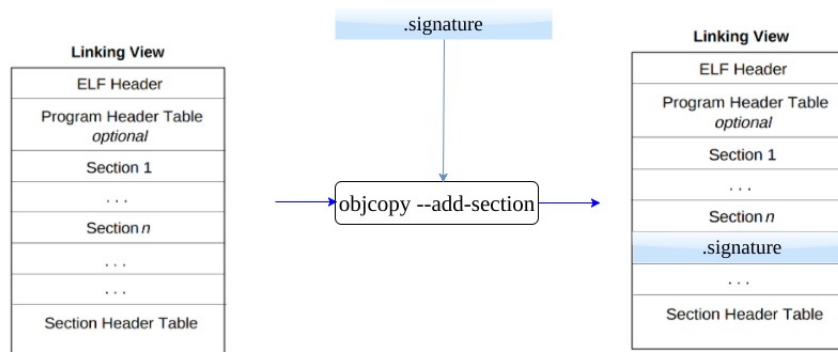 .signature
Linking View
ELF Header
Program Header Table
optional
Section 1
. . .
Section n
. . .
. . .
Section Header Table
objcopy --add-section
Linking View
ELF Header
Program Header Table
optional
Section 1
. . .
Section n
.signature
. . .
Section Header Table